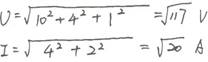 U=√(10²+4²+1²) =√117 V
I=√(4²+2²) =√20 A